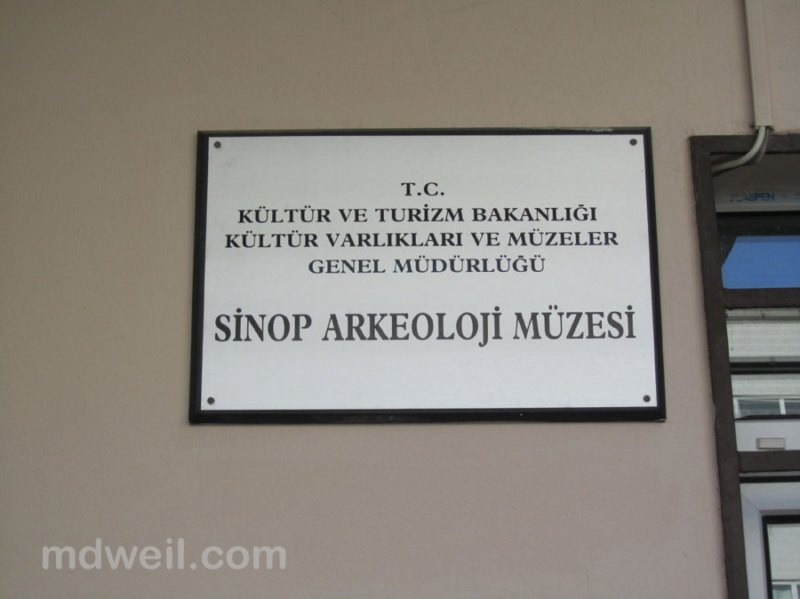 T.C.
KÜLTÜR VE TURİZM BAKANLIĞI
KÜLTÜR VARLIKLARI VE MÜZELER
GENEL MÜDÜRLÜĞÜ
SİNOP ARKEOLOJİ MÜZESİ
mdweil.com